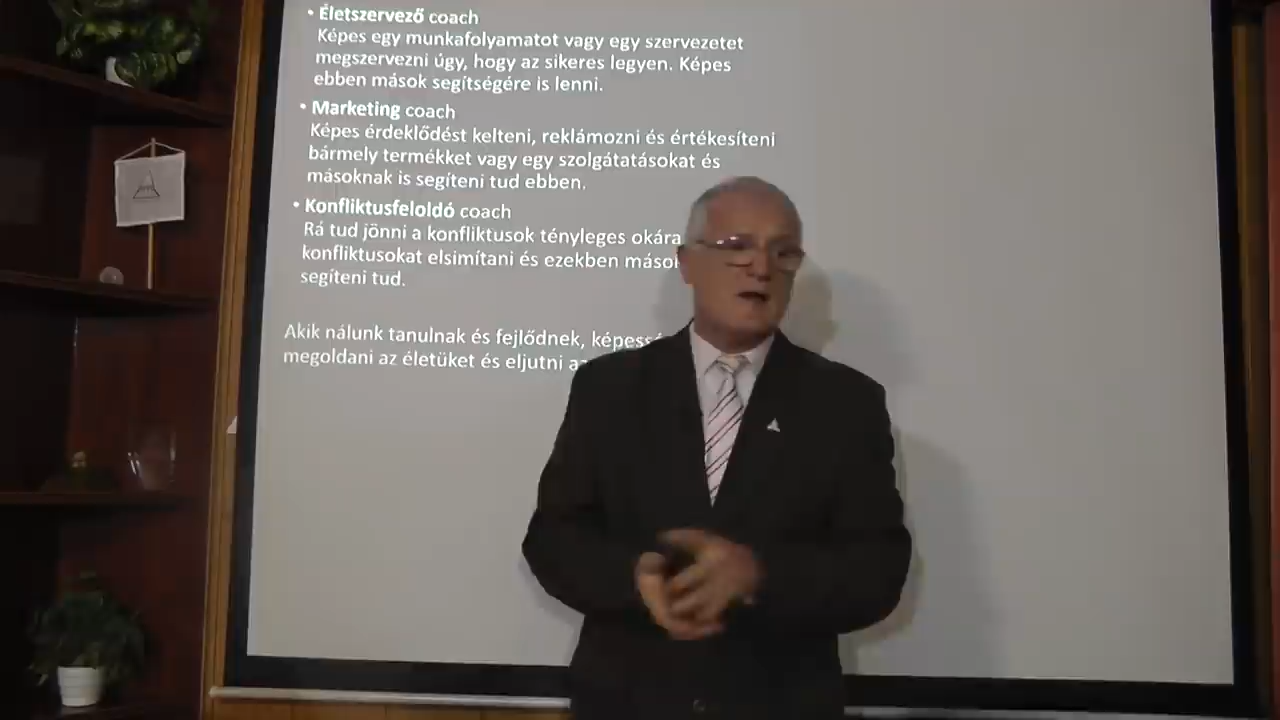 • Életszervező coach
Képes egy munkafolyamatot vagy egy szervezetet
megszervezni úgy, hogy az sikeres legyen. Képes
ebben mások segítségére is lenni.
• Marketing coach
Képes érdeklődést kelteni, reklámozni és értékesíteni
bármely termékket vagy egy szolgátatásokat és
másoknak is segíteni tud ebben.
• Konfliktusfeloldó coach
Rá tud jönni a konfliktusok tényleges okára
konfliktusokat elsimítani és ezekben
segíteni tud.
Akik nálunk tanulnak és fejlődnek,
megoldani az életüket és eljutni